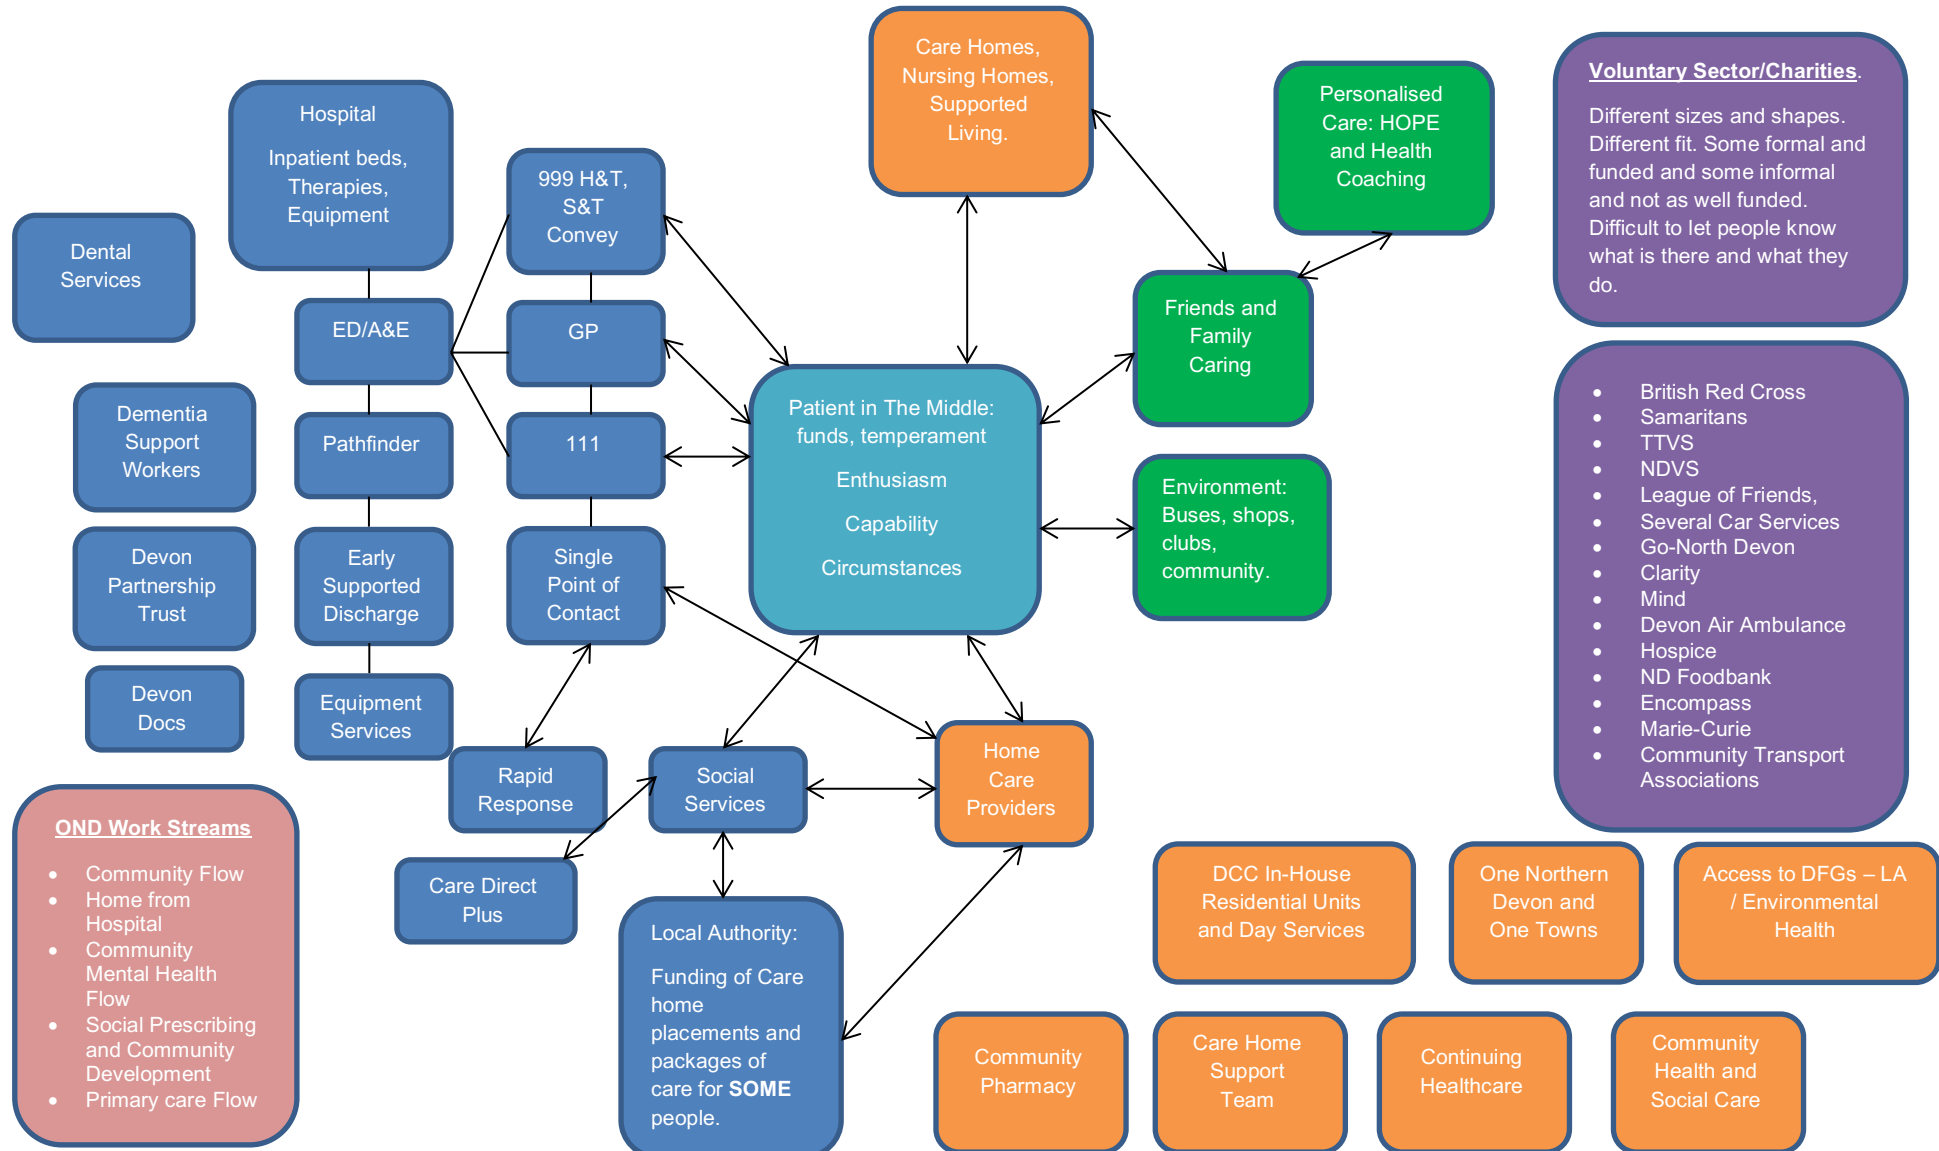 Care Homes,
Nursing Homes,
Supported
Living.
Personalised
Care: HOPE
and Health
Coaching
Voluntary Sector/Charities.
Different sizes and shapes.
Different fit. Some formal and
funded and some informal
and not as well funded.
Difficult to let people know
what is there and what they
do.
Hospital
Inpatient beds,
Therapies,
Equipment
999 H&T,
S&T
Convey
Dental
Services
ED/A&E
GP
Friends and
Family
Caring
Dementia
Support
Workers
Pathfinder
111
Patient in The Middle:
funds, temperament
Enthusiasm
Capability
Circumstances
Environment:
Buses, shops,
clubs,
community.
• British Red Cross
• Samaritans
• TTVS
• NDVS
• League of Friends,
• Several Car Services
• Go-North Devon
• Clarity
• Mind
• Devon Air Ambulance
• Hospice
• ND Foodbank
• Encompass
• Marie-Curie
• Community Transport
Associations
Devon
Partnership
Trust
Early
Supported
Discharge
Single
Point of
Contact
Devon
Docs
Equipment
Services
Rapid
Response
Social
Services
Home
Care
Providers
OND Work Streams
• Community Flow
• Home from
Hospital
• Community
Mental Health
Flow
• Social Prescribing
and Community
Development
• Primary care Flow
Care Direct
Plus
Local Authority:
Funding of Care
home
placements and
packages of
care for SOME
people.
DCC In-House
Residential Units
and Day Services
One Northern
Devon and
One Towns
Access to DFGs – LA
/ Environmental
Health
Community
Pharmacy
Care Home
Support
Team
Continuing
Healthcare
Community
Health and
Social Care